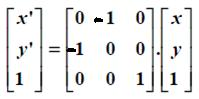 [x'] = [0 -1 0] . [x]
[y'] = [-1 0 0] . [y]
[1] = [0 0 1] . [1]